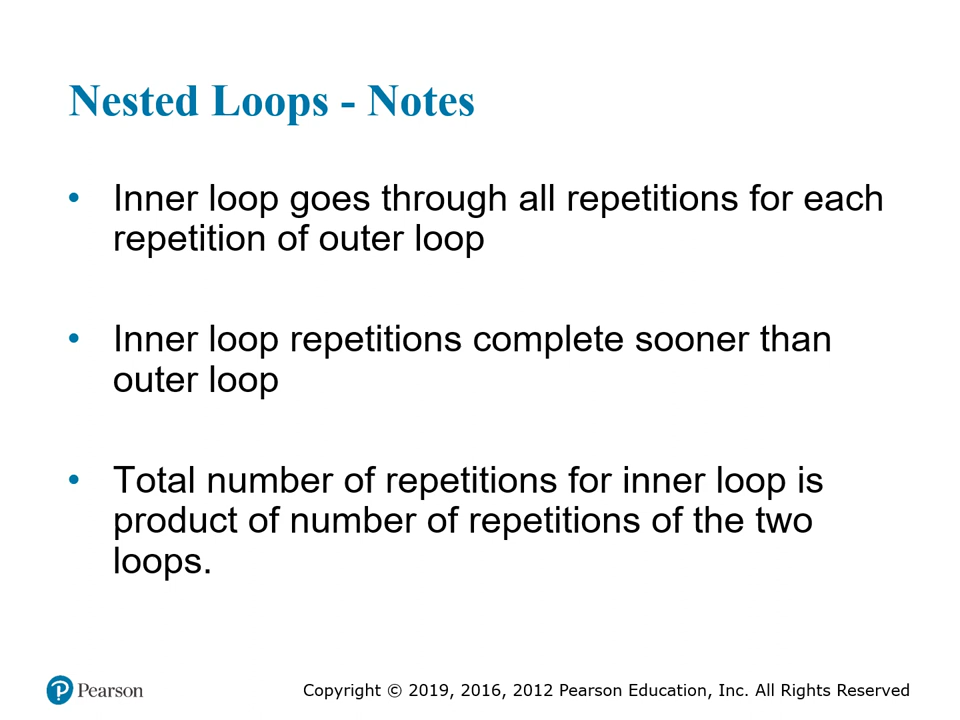 Nested Loops - Notes
• Inner loop goes through all repetitions for each
repetition of outer loop
• Inner loop repetitions complete sooner than
outer loop
• Total number of repetitions for inner loop is
product of number of repetitions of the two
loops.
Pearson
Copyright © 2019, 2016, 2012 Pearson Education, Inc. All Rights Reserved